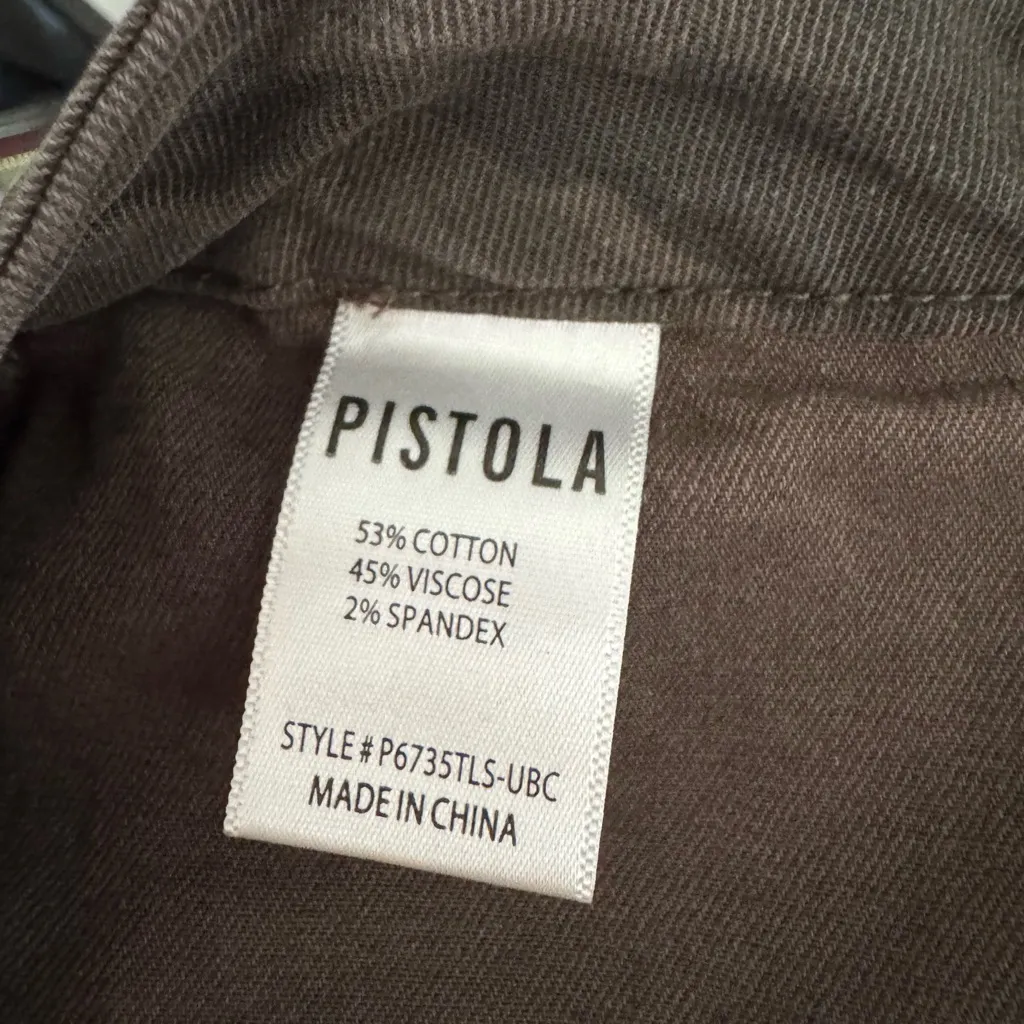 PISTOLA
53% COTTON
45% VISCOSE
2% SPANDEX
STYLE # P6735TLS-UBC
MADE IN CHINA